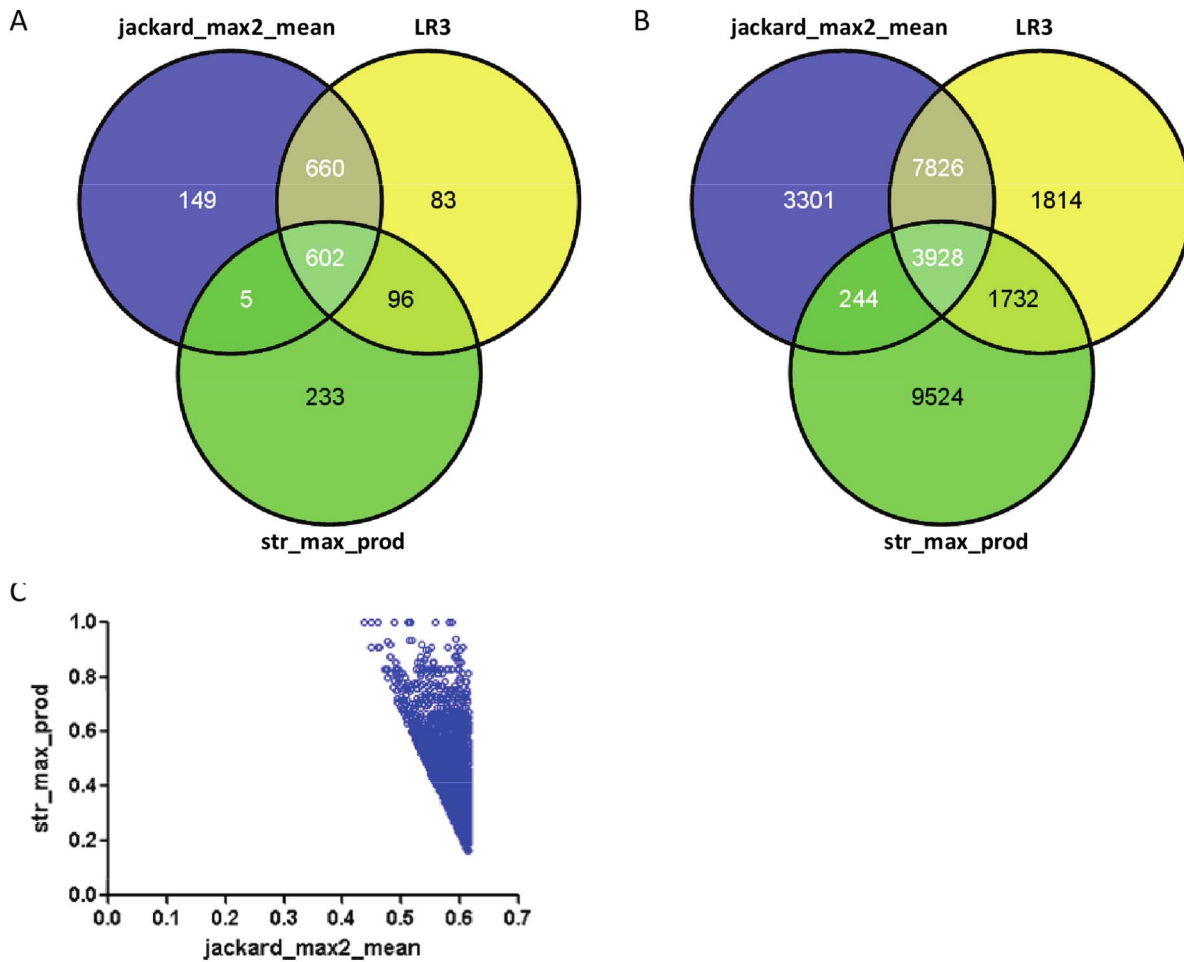 A
jackard_max2_mean
LR3
660
149
83
602
5
96
233
str_max_prod
B
jackard_max2_mean
LR3
7826
3301
1814
3928
244
1732
9524
str_max_prod
C
1.0
0.8
0.6
0.4
0.2
0.0
str_max_prod
0.0 0.1 0.2 0.3 0.4 0.5 0.6 0.7
jackard_max2_mean